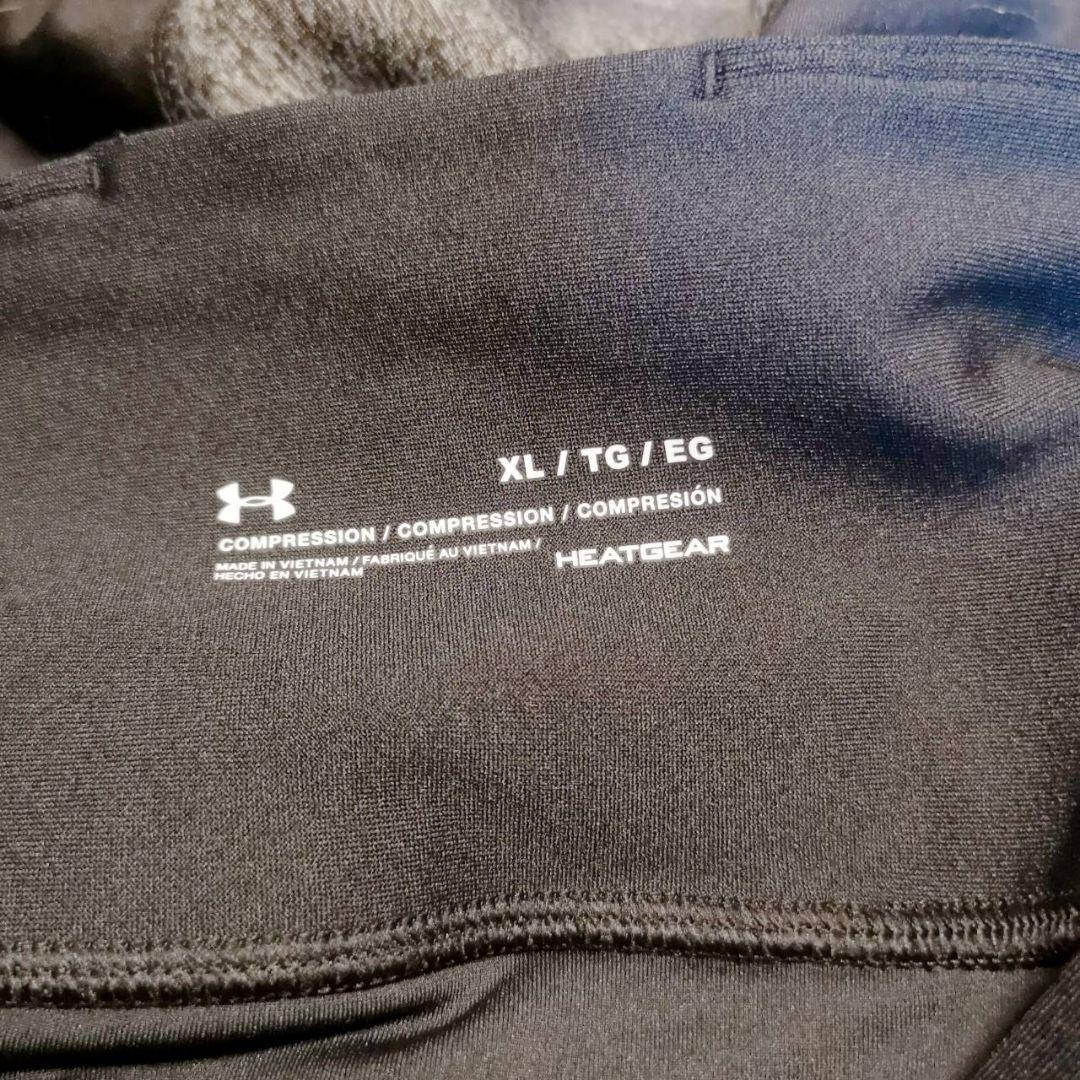 XL / TG / EG
COMPRESSION / COMPRESSION / COMPRESIÓN
MADE IN VIETNAM / FABRIQUÉ AU VIETNAM /
HECHO EN VIETNAM
HEATGEAR